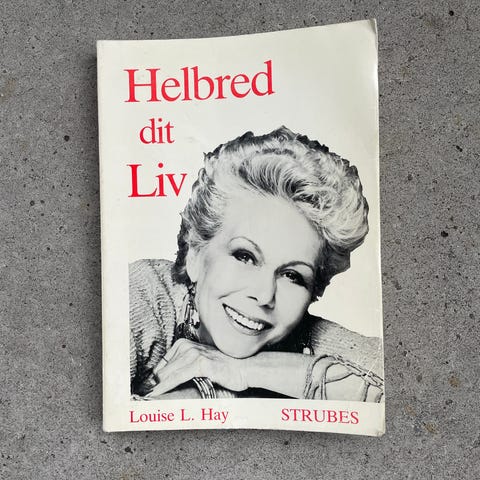 Helbred
dit
Liv
Louise L. Hay STRUBES